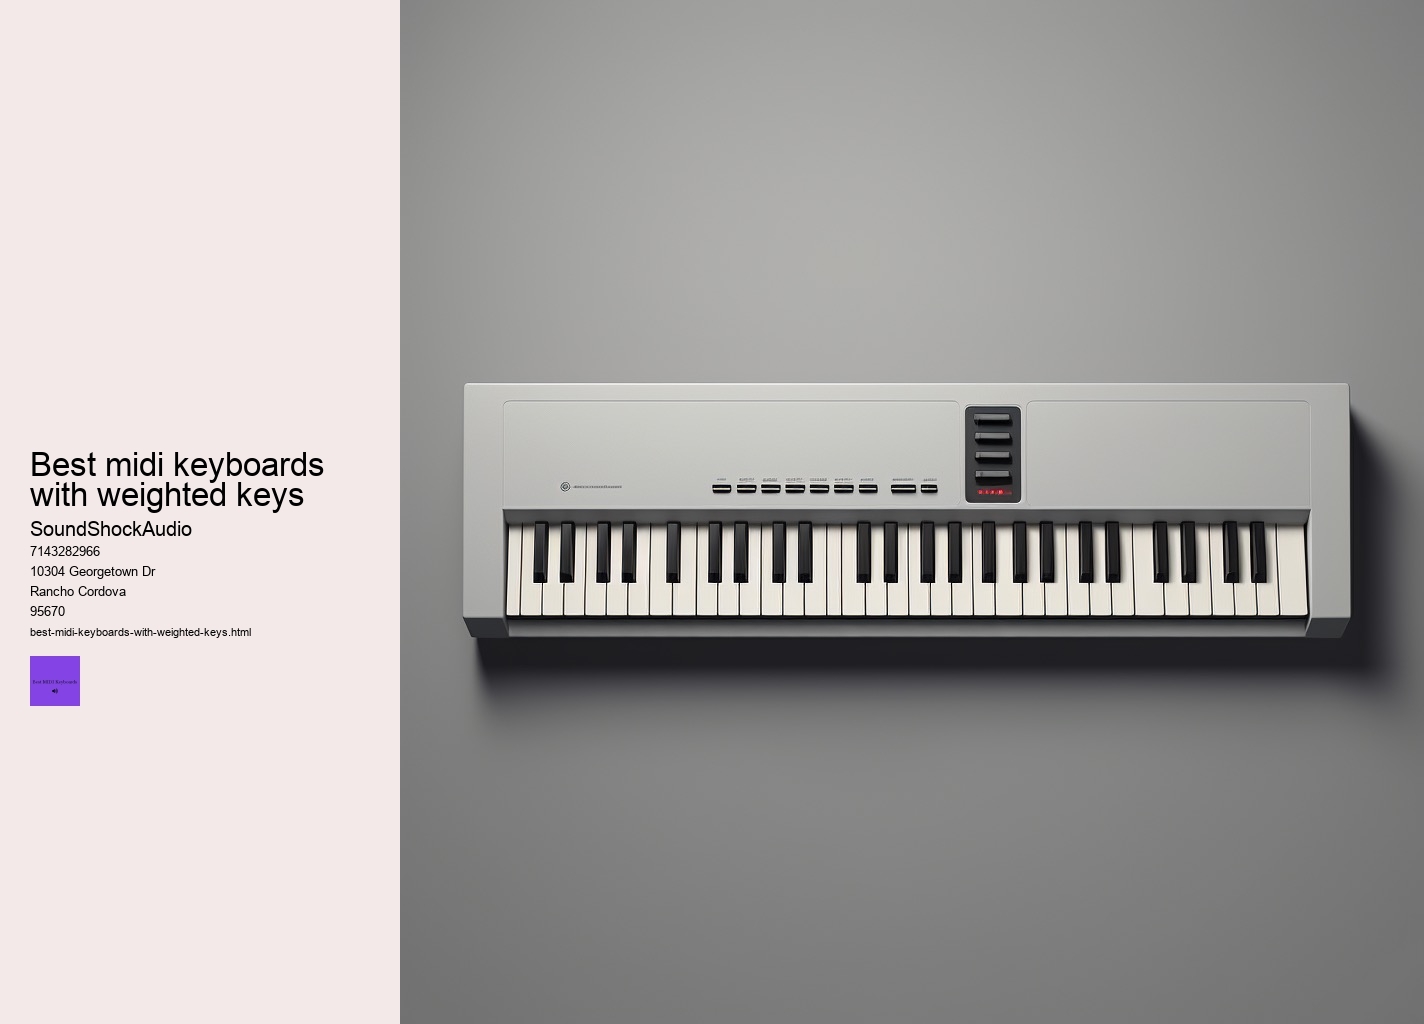 Best midi keyboards
with weighted keys
SoundShockAudio
7143282966
10304 Georgetown Dr
Rancho Cordova
95670
best-midi-keyboards-with-weighted-keys.html
Best MIDI Keyboards